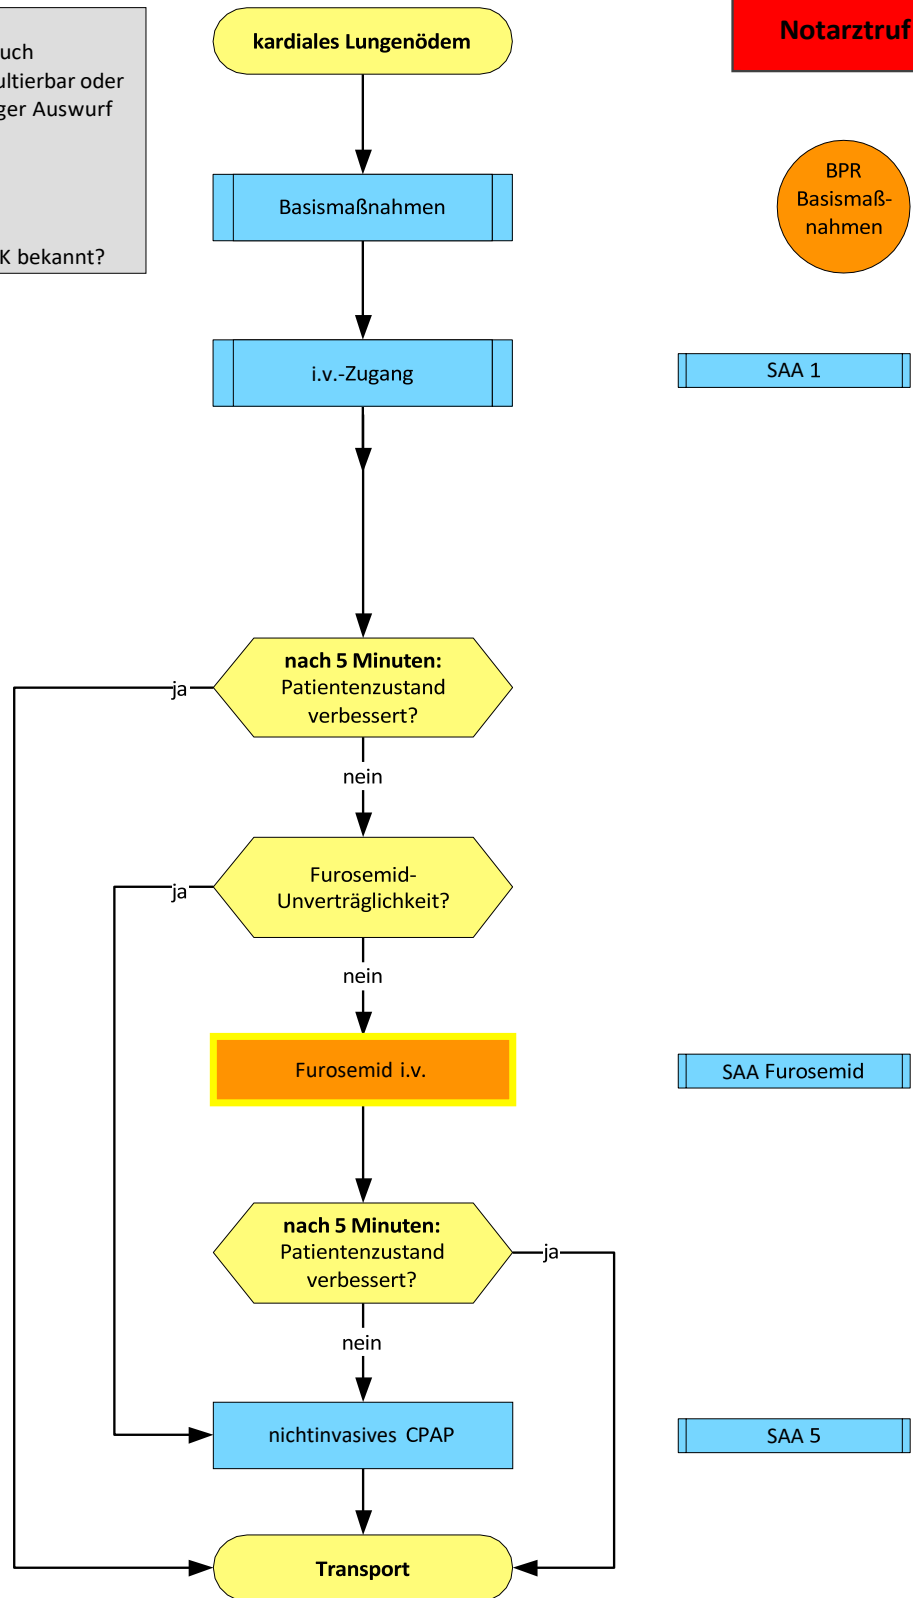 uch
ultierbar oder
ger Auswurf
K bekannt?
kardiales Lungenödem
Notarztruf
Basismaßnahmen
BPR
Basismaß-
nahmen
i.v.-Zugang
SAA 1
nach 5 Minuten:
Patientenzustand
verbessert?
ja
nein
Furosemid-
Unverträglichkeit?
ja
nein
Furosemid i.v.
SAA Furosemid
nach 5 Minuten:
Patientenzustand
verbessert?
ja
nein
nichtinvasives CPAP
SAA 5
Transport